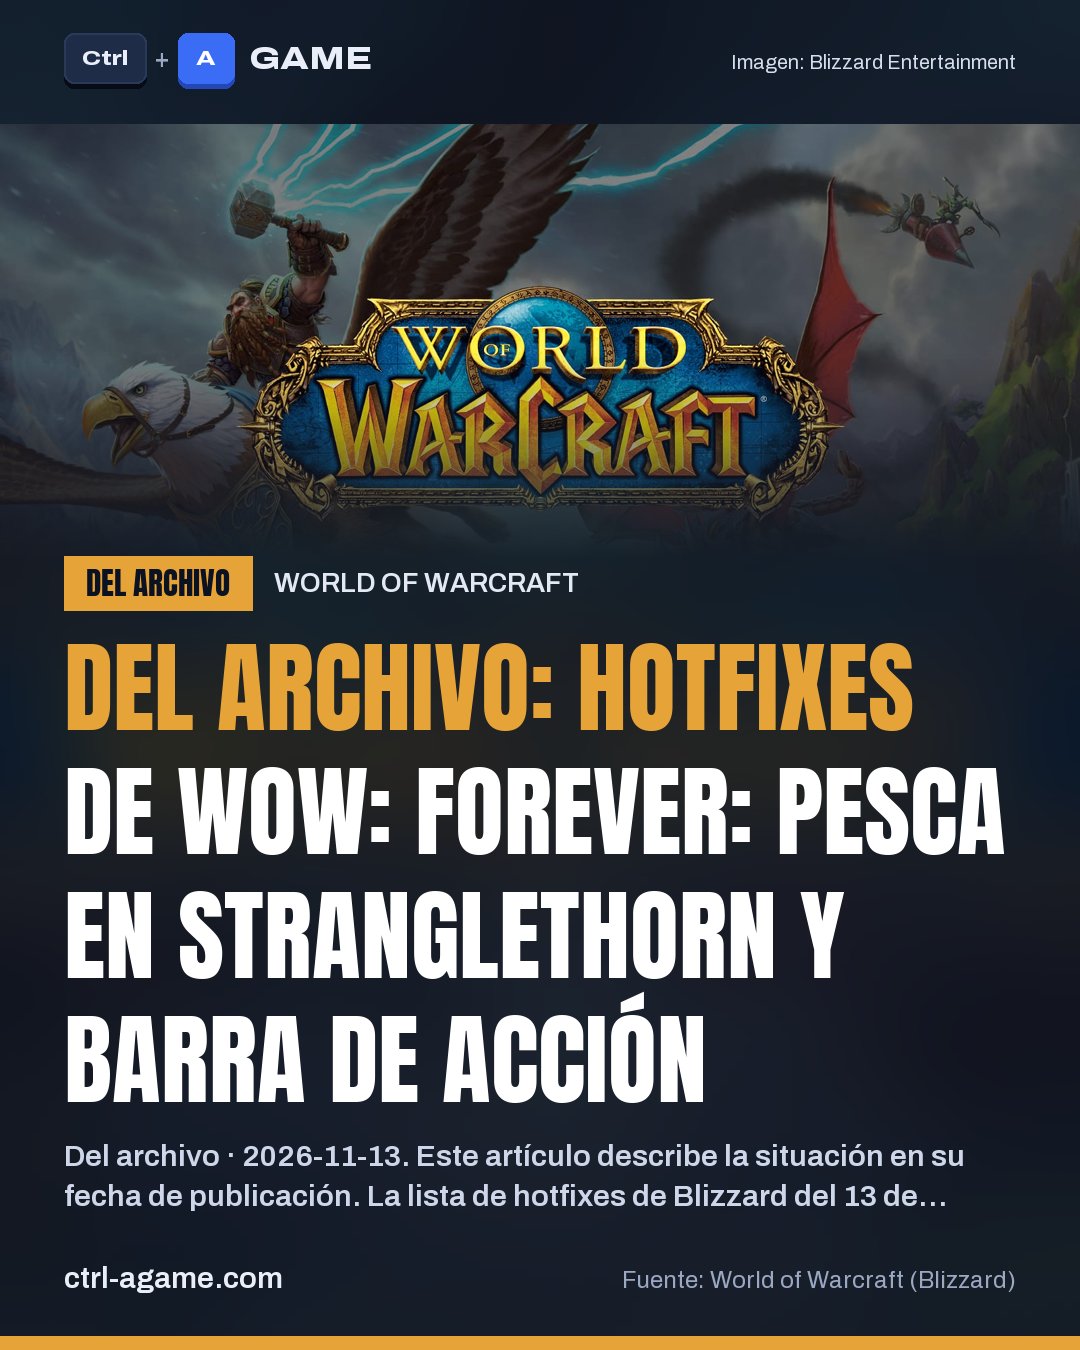 Ctrl + A GAME
Imagen: Blizzard Entertainment
WORLD OF
WARCRAFT®
DEL ARCHIVO WORLD OF WARCRAFT
DEL ARCHIVO: HOTFIXES
DE WOW: FOREVER: PESCA
EN STRANGLETHORN Y
BARRA DE ACCIÓN
Del archivo · 2026-11-13. Este artículo describe la situación en su
fecha de publicación. La lista de hotfixes de Blizzard del 13 de...
ctrl-agame.com
Fuente: World of Warcraft (Blizzard)